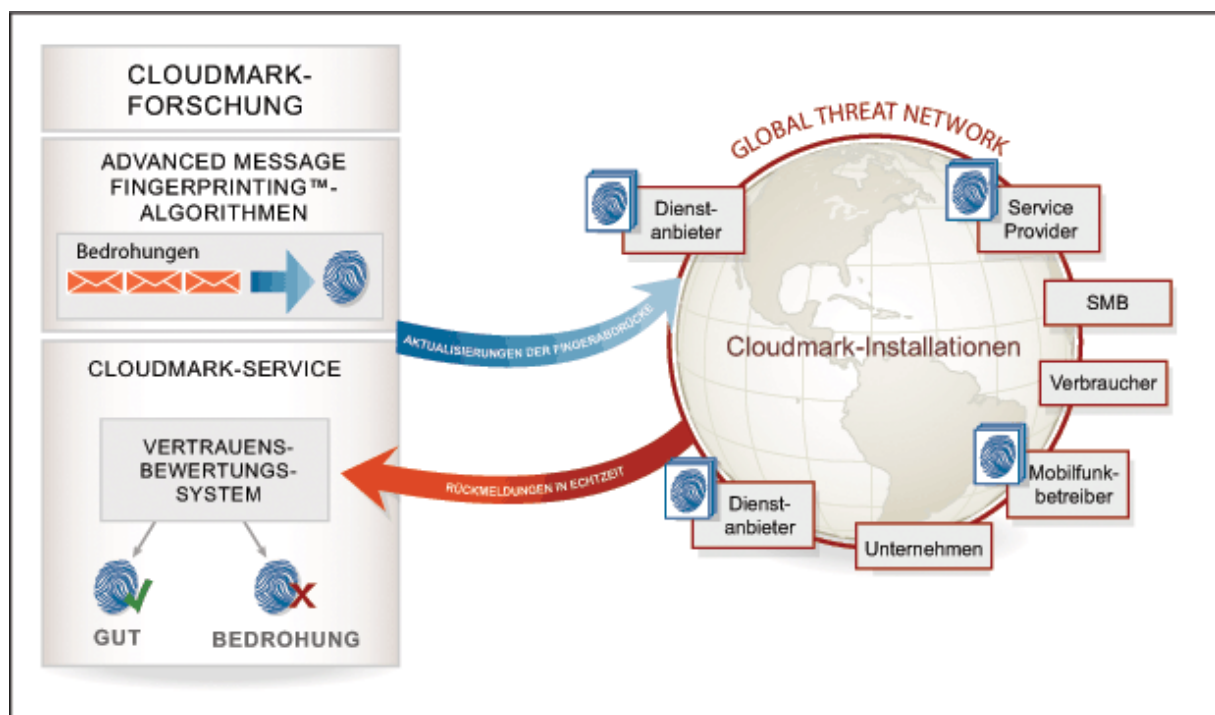 CLOUDMARK-
FORSCHUNG
ADVANCED MESSAGE
FINGERPRINTING™-
ALGORITHMEN
Bedrohungen
CLOUDMARK-SERVICE
VERTRAUENS-
BEWERTUNGS-
SYSTEM
GUT
BEDROHUNG
AKTUALISIERUNGEN DER FINGERABDRÜCKE
RÜCKMELDUNGEN IN ECHTZEIT
GLOBAL THREAT NETWORK
Dienst-
anbieter
Service
Provider
SMB
Cloudmark-Installationen
Verbraucher
Mobilfunk-
betreiber
Dienst-
anbieter
Unternehmen